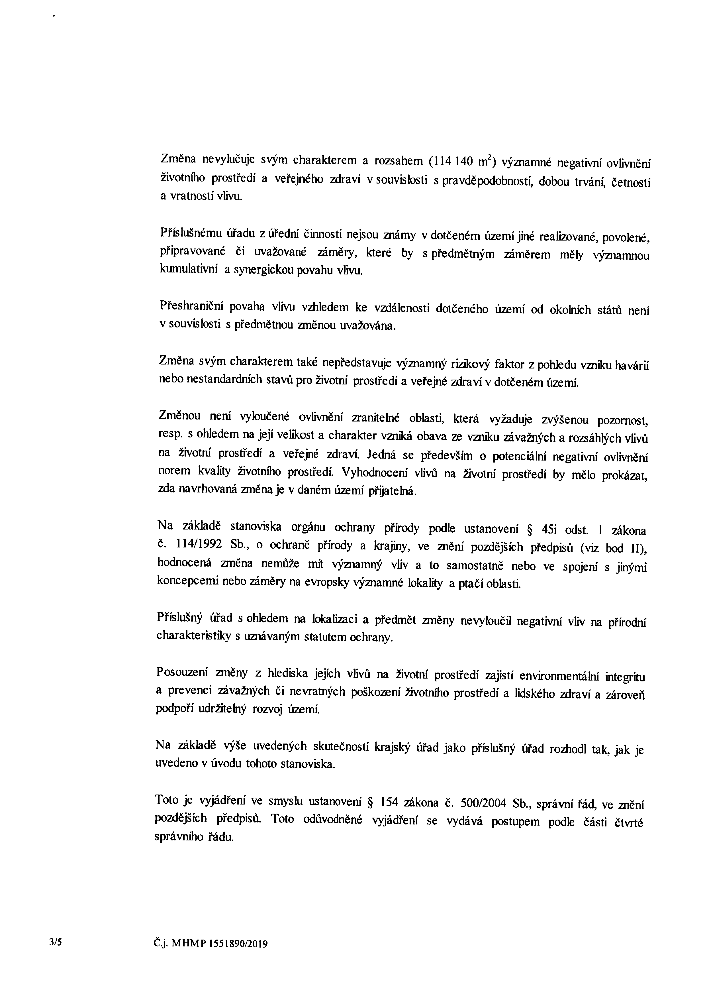 Změna nevylučuje svým charakterem a rozsahem (114 140 m²) významné negativní ovlivnění
životního prostředí a veřejného zdraví v souvislosti s pravděpodobností, dobou trvání, četností
a vratností vlivu.
Příslušnému úřadu z úřední činnosti nejsou známy v dotčeném území jiné realizované, povolené,
připravované či uvažované záměry, které by s předmětným záměrem měly významnou
kumulativní a synergickou povahu vlivu.
Přeshraniční povaha vlivu vzhledem ke vzdálenosti dotčeného území od okolních států není
v souvislosti s předmětnou změnou uvažována.
Změna svým charakterem také nepředstavuje významný rizikový faktor z pohledu vzniku havárií
nebo nestandardních stavů pro životní prostředí a veřejné zdraví v dotčeném území.
Změnou není vyloučené ovlivnění zranitelné oblasti, která vyžaduje zvýšenou pozornost,
resp. s ohledem na její velikost a charakter vzniká obava ze vzniku závažných a rozsáhlých vlivů
na životní prostředí a veřejné zdraví. Jedná se především o potenciální negativní ovlivnění
norem kvality životního prostředí. Vyhodnocení vlivů na životní prostředí by mělo prokázat,
zda navrhovaná změna je v daném území přijatelná.
Na základě stanoviska orgánu ochrany přírody podle ustanovení § 45i odst. 1 zákona
č. 114/1992 Sb., o ochraně přírody a krajiny, ve znění pozdějších předpisů (viz bod II),
hodnocená změna nemůže mít významný vliv a to samostatně nebo ve spojení s jinými
koncepcemi nebo záměry na evropsky významné lokality a ptačí oblasti.
Příslušný úřad s ohledem na lokalizaci a předmět změny nevyloučil negativní vliv na přírodní
charakteristiky s uznávaným statutem ochrany.
Posouzení změny z hlediska jejích vlivů na životní prostředí zajistí environmentální integritu
a prevenci závažných či nevratných poškození životního prostředí a lidského zdraví a zároveň
podpoří udržitelný rozvoj území.
Na základě výše uvedených skutečností krajský úřad jako příslušný úřad rozhodl tak, jak je
uvedeno v úvodu tohoto stanoviska.
Toto je vyjádření ve smyslu ustanovení § 154 zákona č. 500/2004 Sb., správní řád, ve znění
pozdějších předpisů. Toto odůvodněné vyjádření se vydává postupem podle části čtvrté
správního řádu.
3/5 Č.j. MHMP 1551890/2019